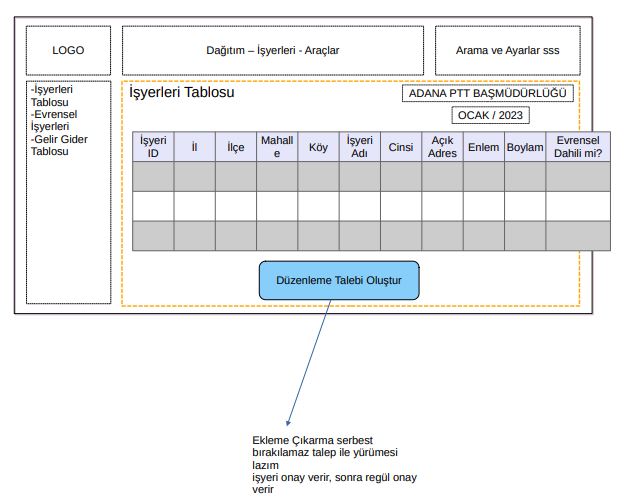 LOGO
Dağıtım – İşyerleri - Araçlar
Arama ve Ayarlar sss
-İşyerleri
Tablosu
-Evrensel
İşyerleri
-Gelir Gider
Tablosu
İşyerleri Tablosu
ADANA PTT BAŞMÜDÜRLÜĞÜ
OCAK / 2023
İşyeri
ID
İl
İlçe
Mahall
e
Köy
İşyeri
Adı
Cinsi
Açık
Adres
Enlem
Boylam
Evrensel
Dahili mi?
Düzenleme Talebi Oluştur
Ekleme Çıkarma serbest
bırakılamaz talep ile yürümesi
lazım
işyeri onay verir, sonra regül onay
verir